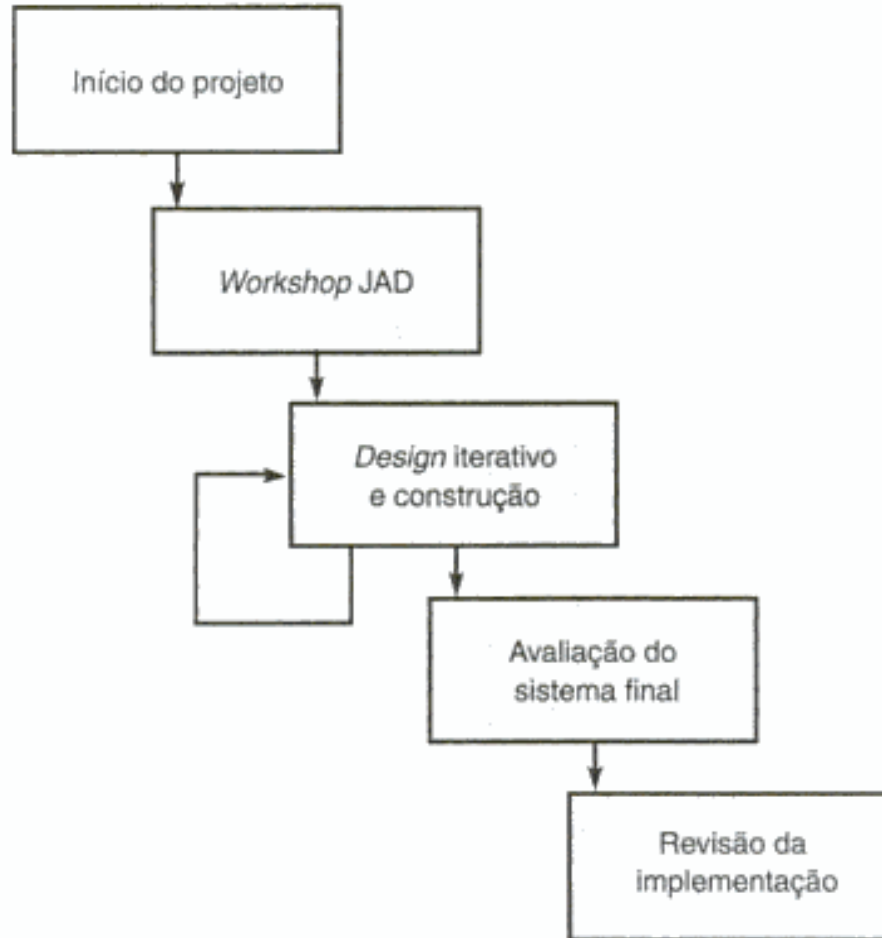 Início do projeto
Workshop JAD
Design iterativo
e construção
Avaliação do
sistema final
Revisão da
implementação